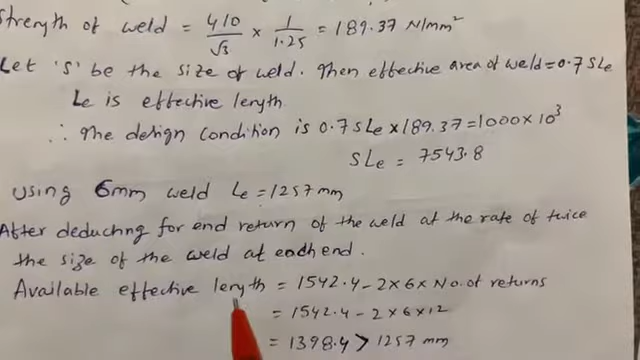 Strength of weld = 410/√3 × 1/1.25 = 189.37 N/mm²
Let 's' be the size of weld. Then effective area of weld = 0.7 SLe
Le is effective length
∴ The design condition is 0.7 SLe × 189.37 = 1000 × 10³
SLe = 7543.8
Using 6mm weld Le = 1257 mm
After deducting for end return of the weld at the rate of twice
the size of the weld at each end.
Available effective length = 1542.4 - 2×6× No. of returns
= 1542.4 - 2×6×12
= 1398.4 > 1257 mm